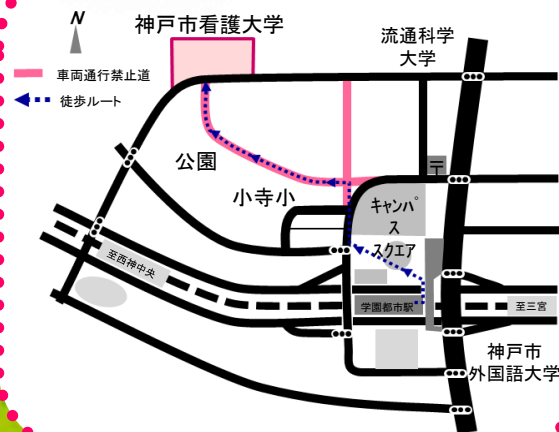 N
神戸市看護大学
流通科学
大学
車両通行禁止道
徒歩ルート
〒
公園
小寺小
キャンパ
ス
スクエア
至西神中央
学園都市駅
至三宮
神戸市
外国語大学